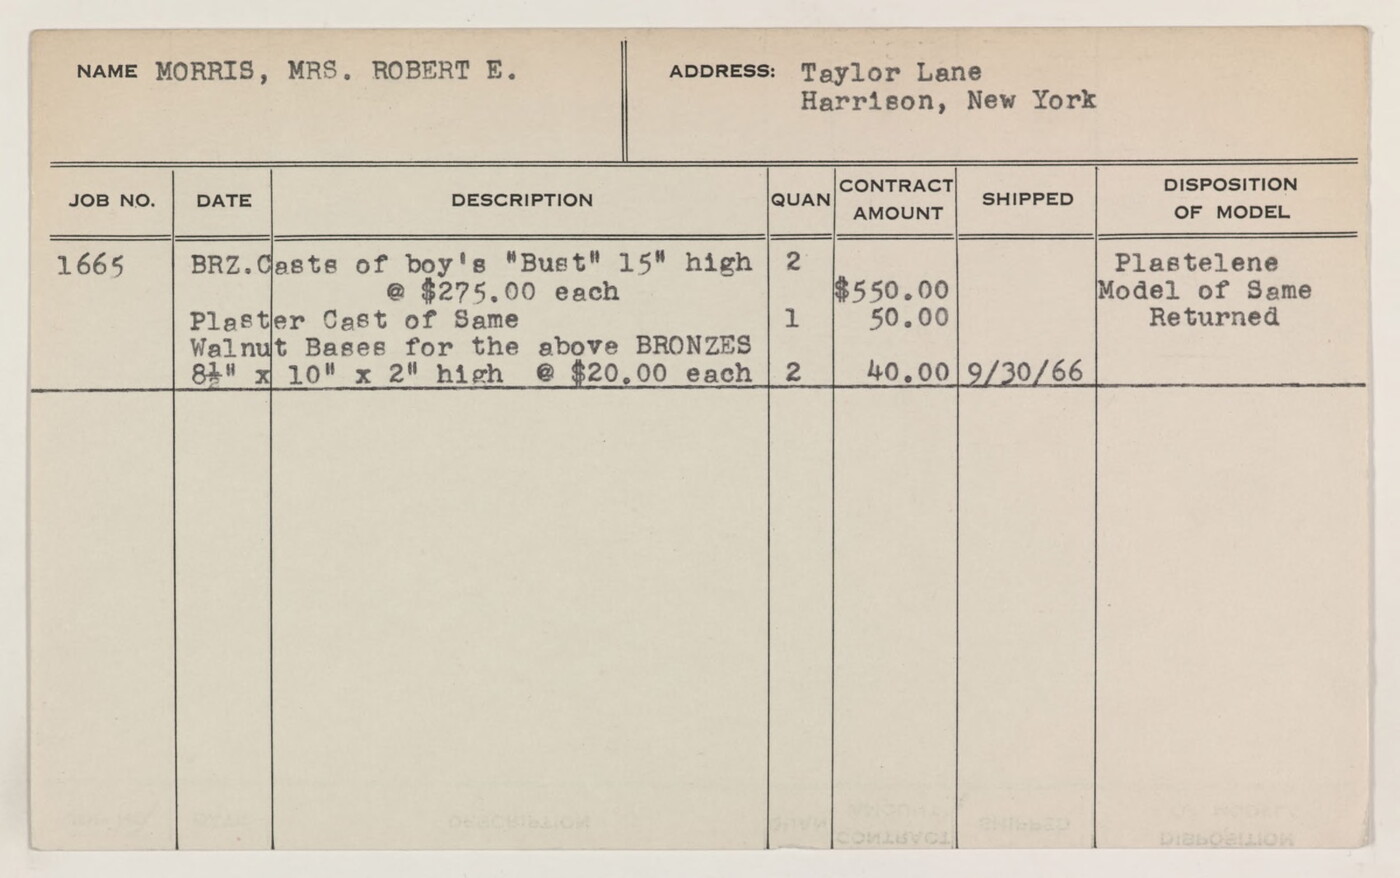 NAME MORRIS, MRS. ROBERT E.
ADDRESS: Taylor Lane
Harrison, New York
JOB NO. DATE DESCRIPTION QUAN CONTRACT AMOUNT SHIPPED DISPOSITION OF MODEL
1665 BRZ.Casts of boy's "Bust" 15" high 2 Plastelene
@ $275.00 each $550.00 Model of Same
Plaster Cast of Same 1 50.00 Returned
Walnut Bases for the above BRONZES
8½" x 10" x 2" high @ $20.00 each 2 40.00 9/30/66